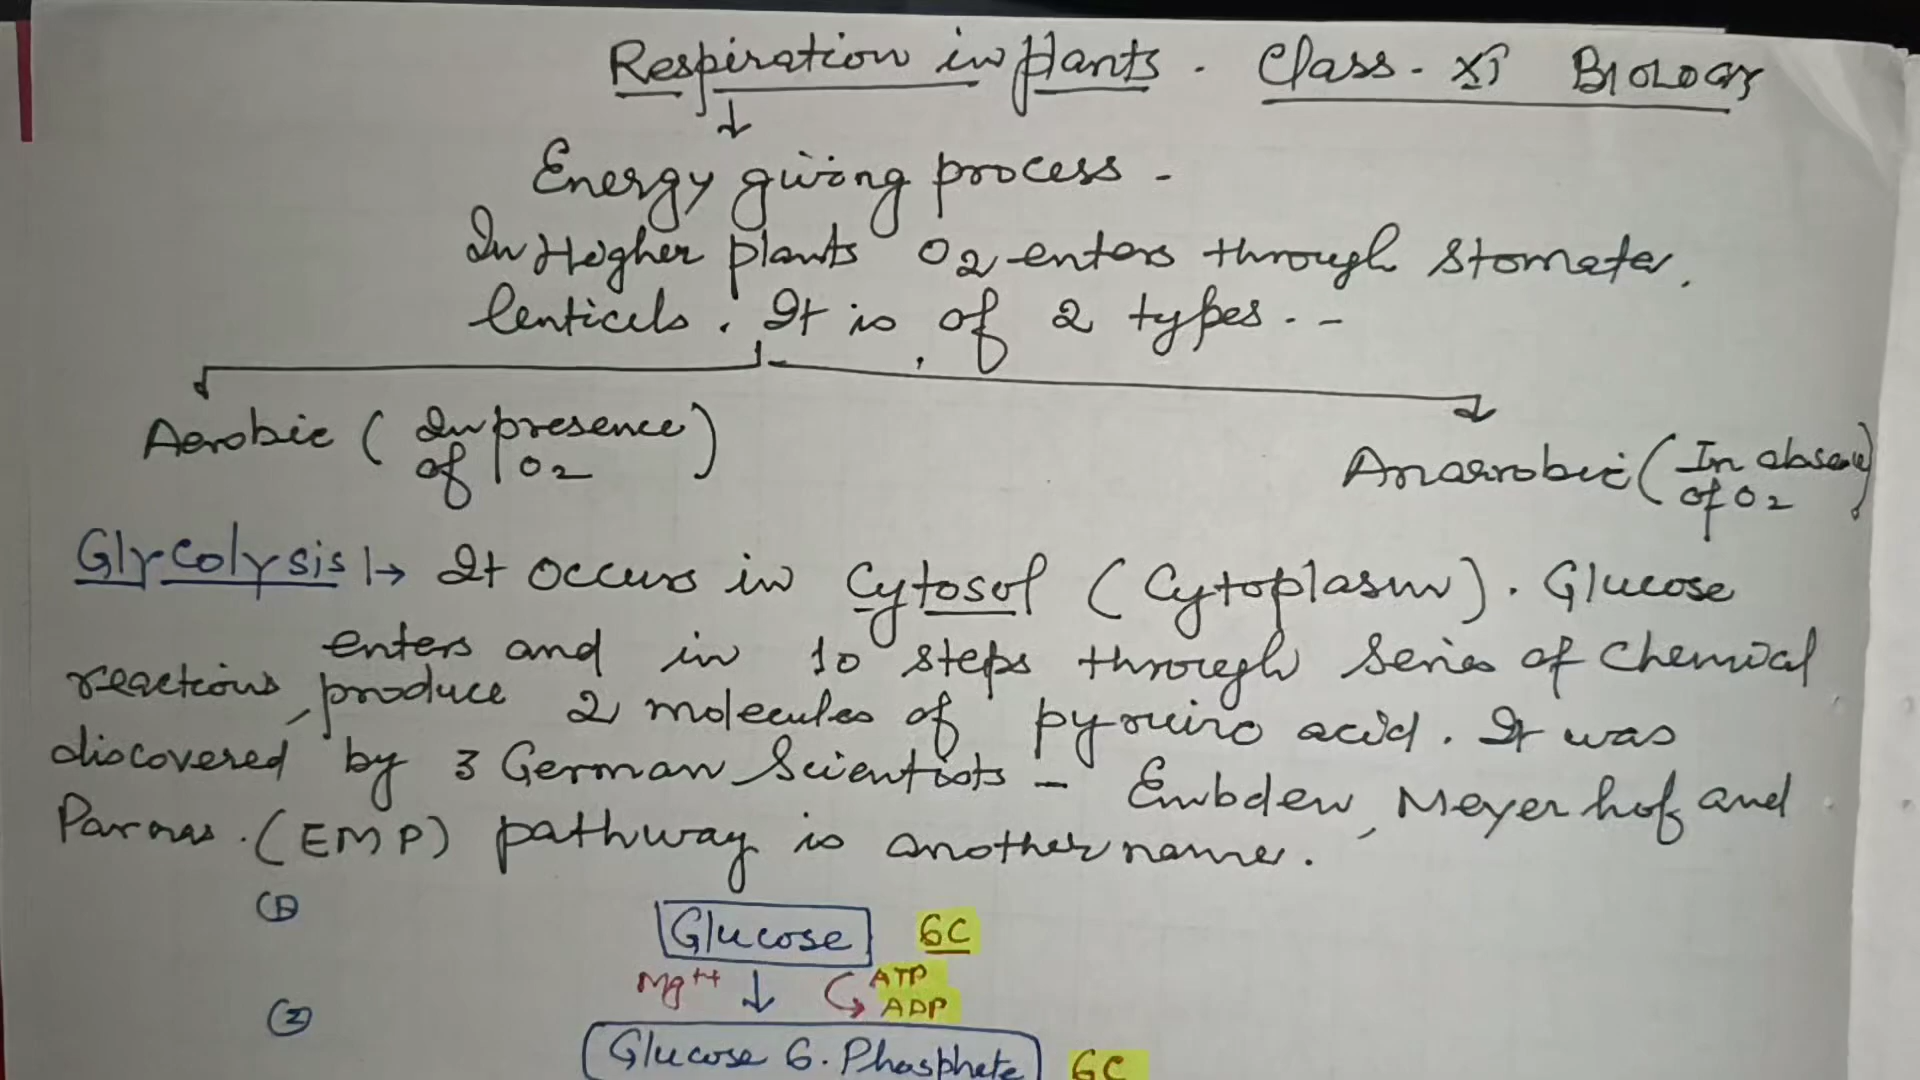 Respiration in plants. Class-XI BIOLOGY
Energy giving process -
In Higher plants O2 enters through Stomata,
lenticels. It is of 2 types. -
Aerobic ( In presence of O2 )
Anaerobic ( In absence of O2 )
Glycolysis |→ It occurs in Cytosol (Cytoplasm). Glucose
enters and in 10 steps through series of Chemical
reactions, produce 2 molecules of pyruvic acid. It was
discovered by 3 German Scientists - Embden, Meyerhof and
Parnas. (EMP) pathway is another name.
(1) Glucose 6C
Mg++ ↓ ATP
ADP
(2) Glucose 6. Phosphate 6C